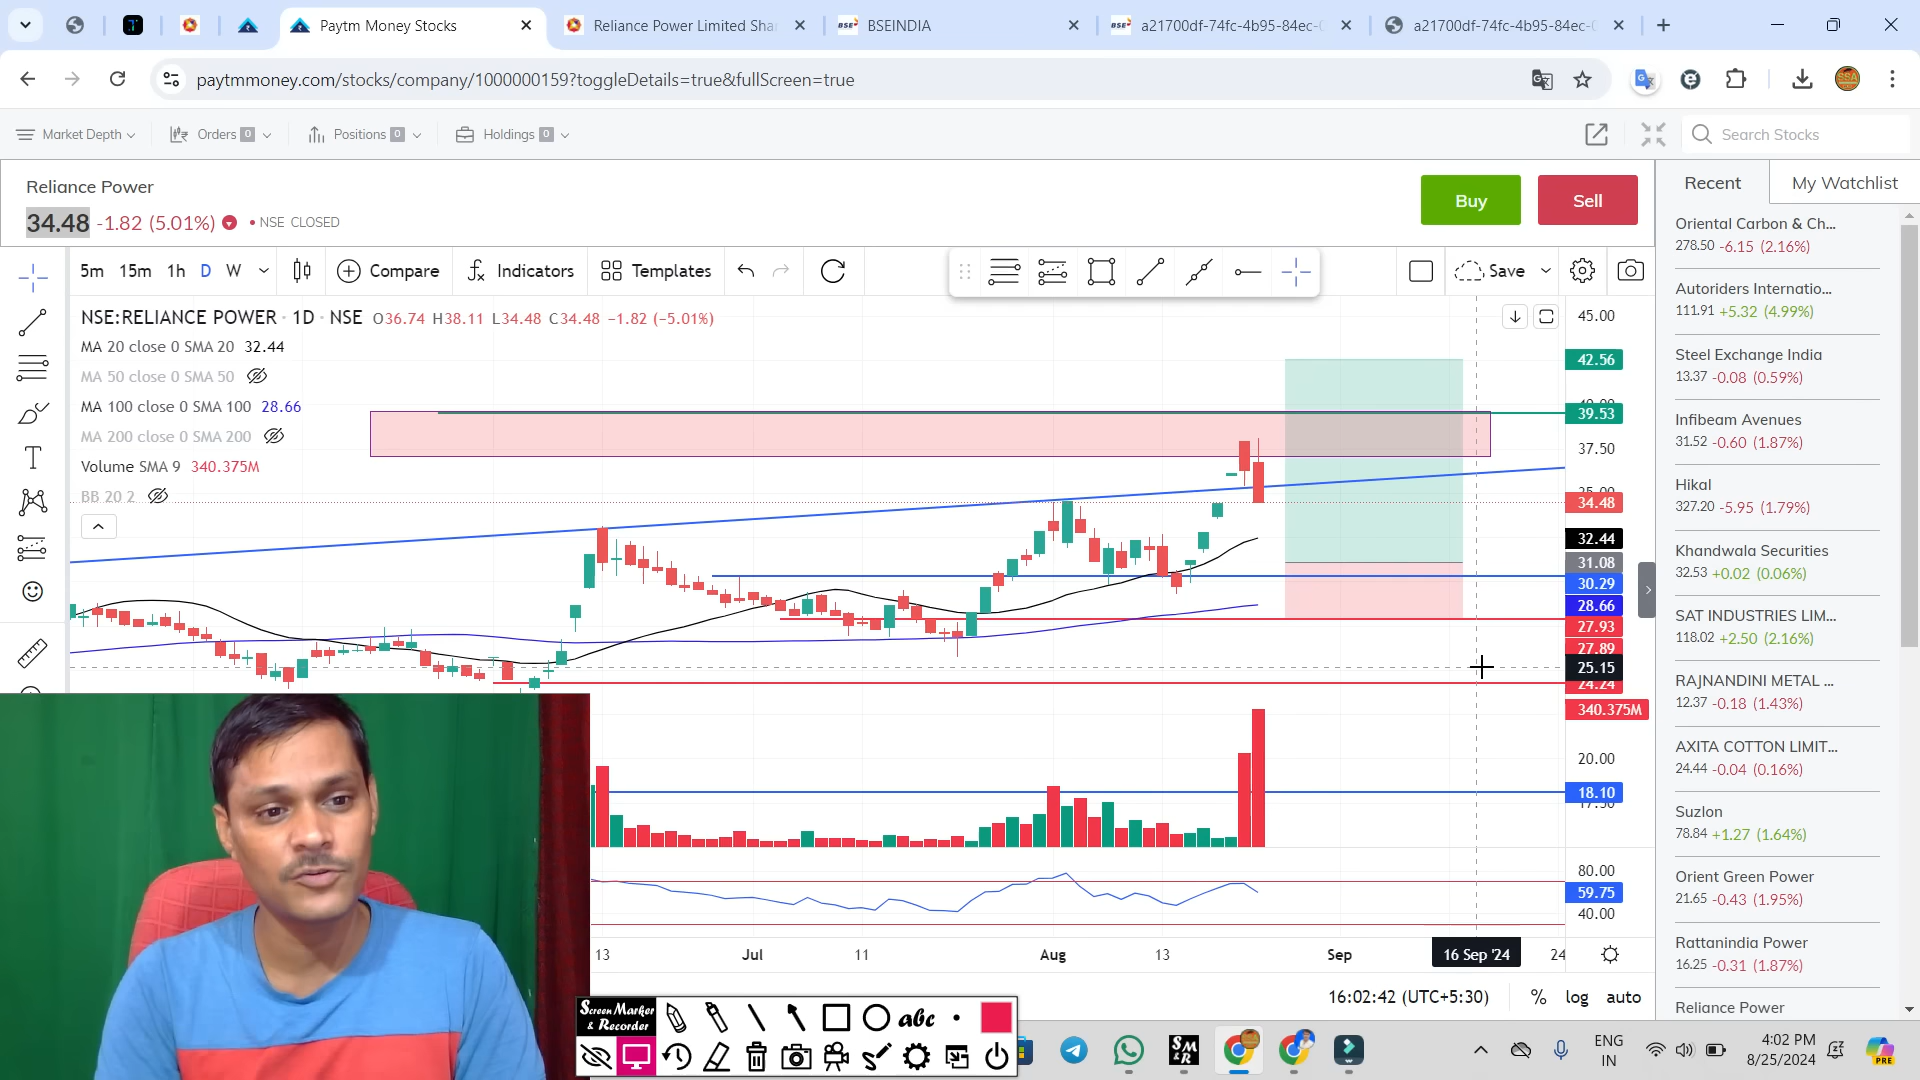 Paytm Money Stocks
Reliance Power Limited Shar
BSEINDIA
a21700df-74fc-4b95-84ec-0
a21700df-74fc-4b95-84ec-0
paytmmoney.com/stocks/company/1000000159?toggleDetails=true&fullScreen=true
Market Depth
Orders 0
Positions 0
Holdings 0
Search Stocks
Reliance Power
34.48 -1.82 (5.01%) • NSE CLOSED
Buy
Sell
5m 15m 1h D W
Compare
Indicators
Templates
Save
NSE:RELIANCE POWER · 1D · NSE O36.74 H38.11 L34.48 C34.48 −1.82 (−5.01%)
MA 20 close 0 SMA 20 32.44
MA 50 close 0 SMA 50
MA 100 close 0 SMA 100 28.66
MA 200 close 0 SMA 200
Volume SMA 9 340.375M
BB 20 2
45.00
42.56
39.53
37.50
34.48
32.44
31.08
30.29
28.66
27.93
27.89
25.15
24.24
340.375M
20.00
18.10
80.00
59.75
40.00
13 Jul 11 Aug 13 Sep 16 Sep '24 24
16:02:42 (UTC+5:30) % log auto
Recent
My Watchlist
Oriental Carbon & Ch...
278.50 -6.15 (2.16%)
Autoriders Internatio...
111.91 +5.32 (4.99%)
Steel Exchange India
13.37 -0.08 (0.59%)
Infibeam Avenues
31.52 -0.60 (1.87%)
Hikal
327.20 -5.95 (1.79%)
Khandwala Securities
32.53 +0.02 (0.06%)
SAT INDUSTRIES LIM...
118.02 +2.50 (2.16%)
RAJNANDINI METAL ...
12.37 -0.18 (1.43%)
AXITA COTTON LIMIT...
24.44 -0.04 (0.16%)
Suzlon
78.84 +1.27 (1.64%)
Orient Green Power
21.65 -0.43 (1.95%)
Rattanindia Power
16.25 -0.31 (1.87%)
Reliance Power
Screen Marker
& Recorder
abc
SM
&R
ENG
IN
4:02 PM
8/25/2024
PRE